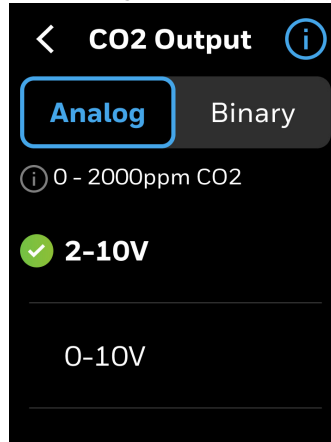 CO2 Output
Analog Binary
0 - 2000ppm CO2
2-10V
0-10V